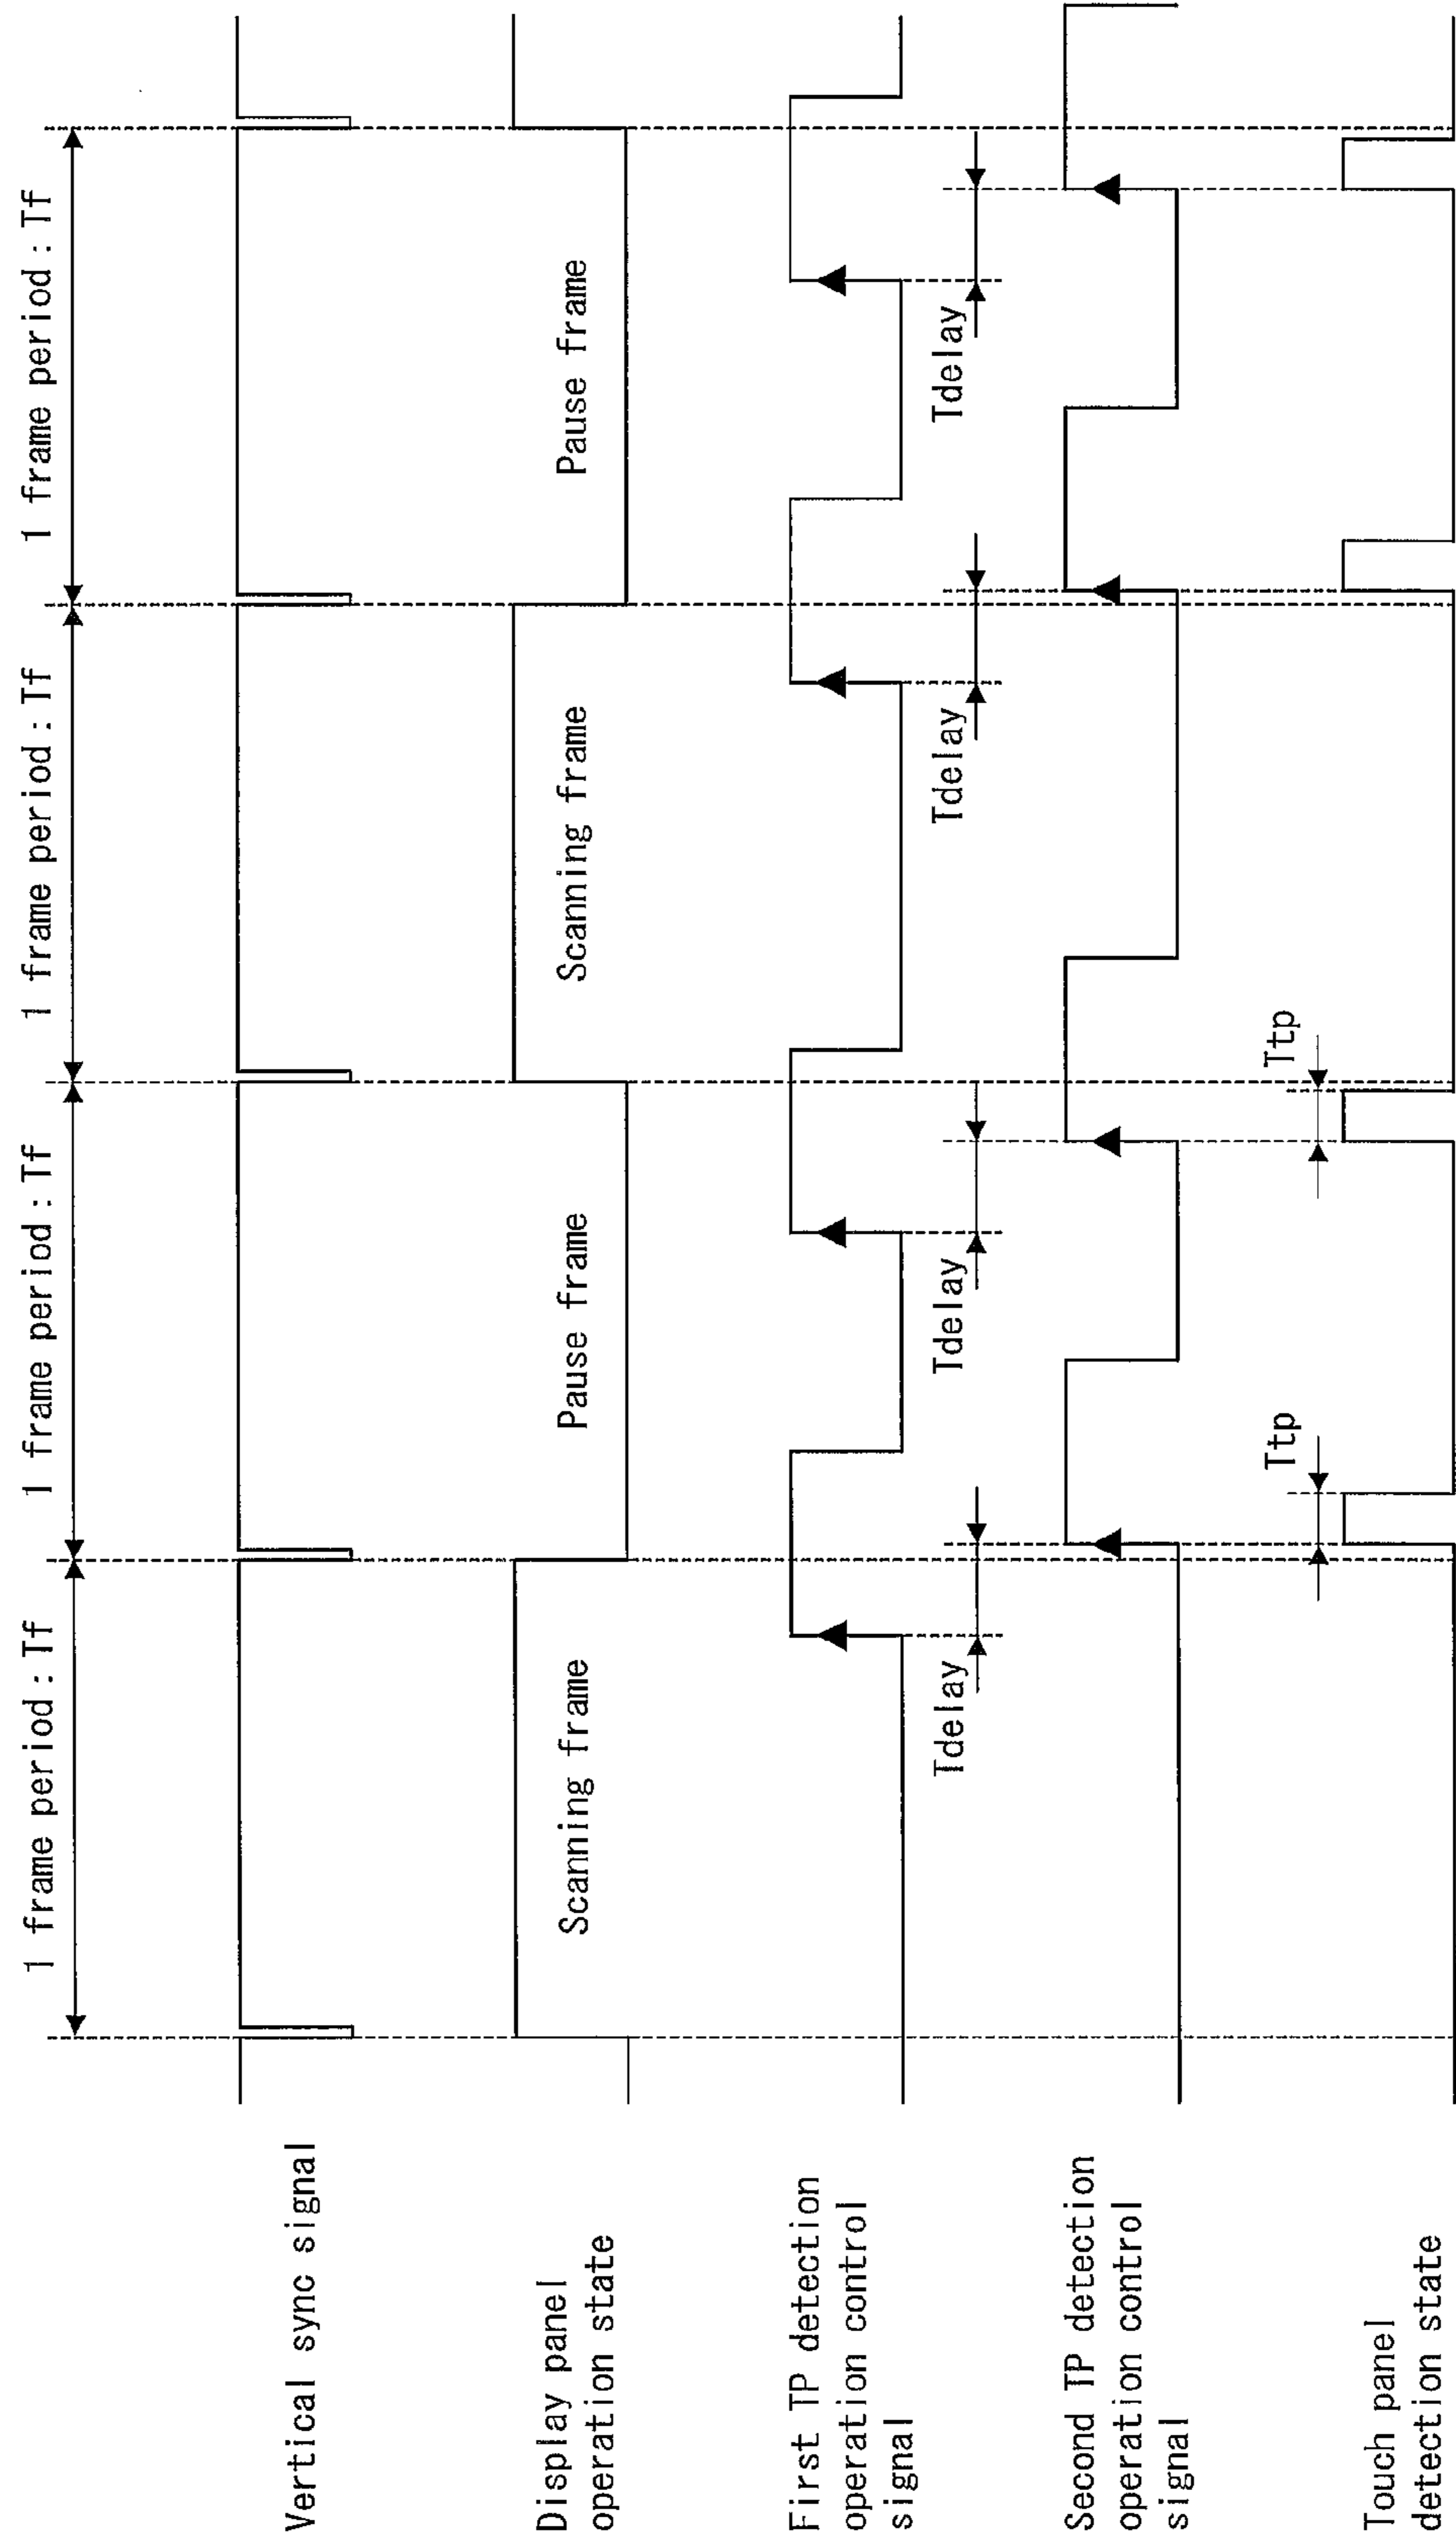 1 frame period : Tf
1 frame period : Tf
1 frame period : Tf
1 frame period : Tf
Vertical sync signal
Display panel
operation state
Scanning frame
Pause frame
Scanning frame
Pause frame
First TP detection
operation control
signal
Tdelay
Tdelay
Tdelay
Tdelay
Second TP detection
operation control
signal
Ttp
Ttp
Touch panel
detection state